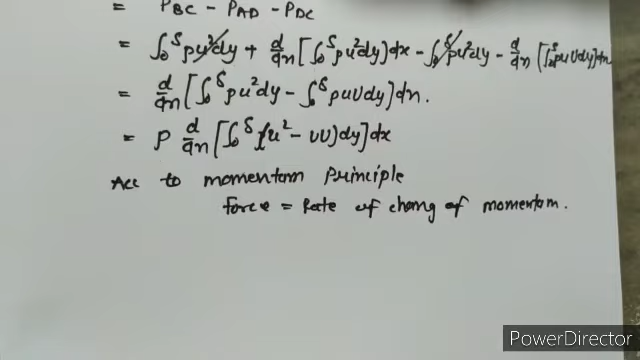 = P_BC - P_AD - P_DC
= ∫₀^δ ρu²dy + d/dx [∫₀^δ ρu²dy]dx - ∫₀^δ ρu²dy - d/dx [∫₀^δ ρuUdy]dx
= d/dx [∫₀^δ ρu²dy - ∫₀^δ ρuUdy]dx.
= ρ d/dx [∫₀^δ (u² - uU)dy]dx
Acc to momentum Principle
force = Rate of chang of momentum.
PowerDirector